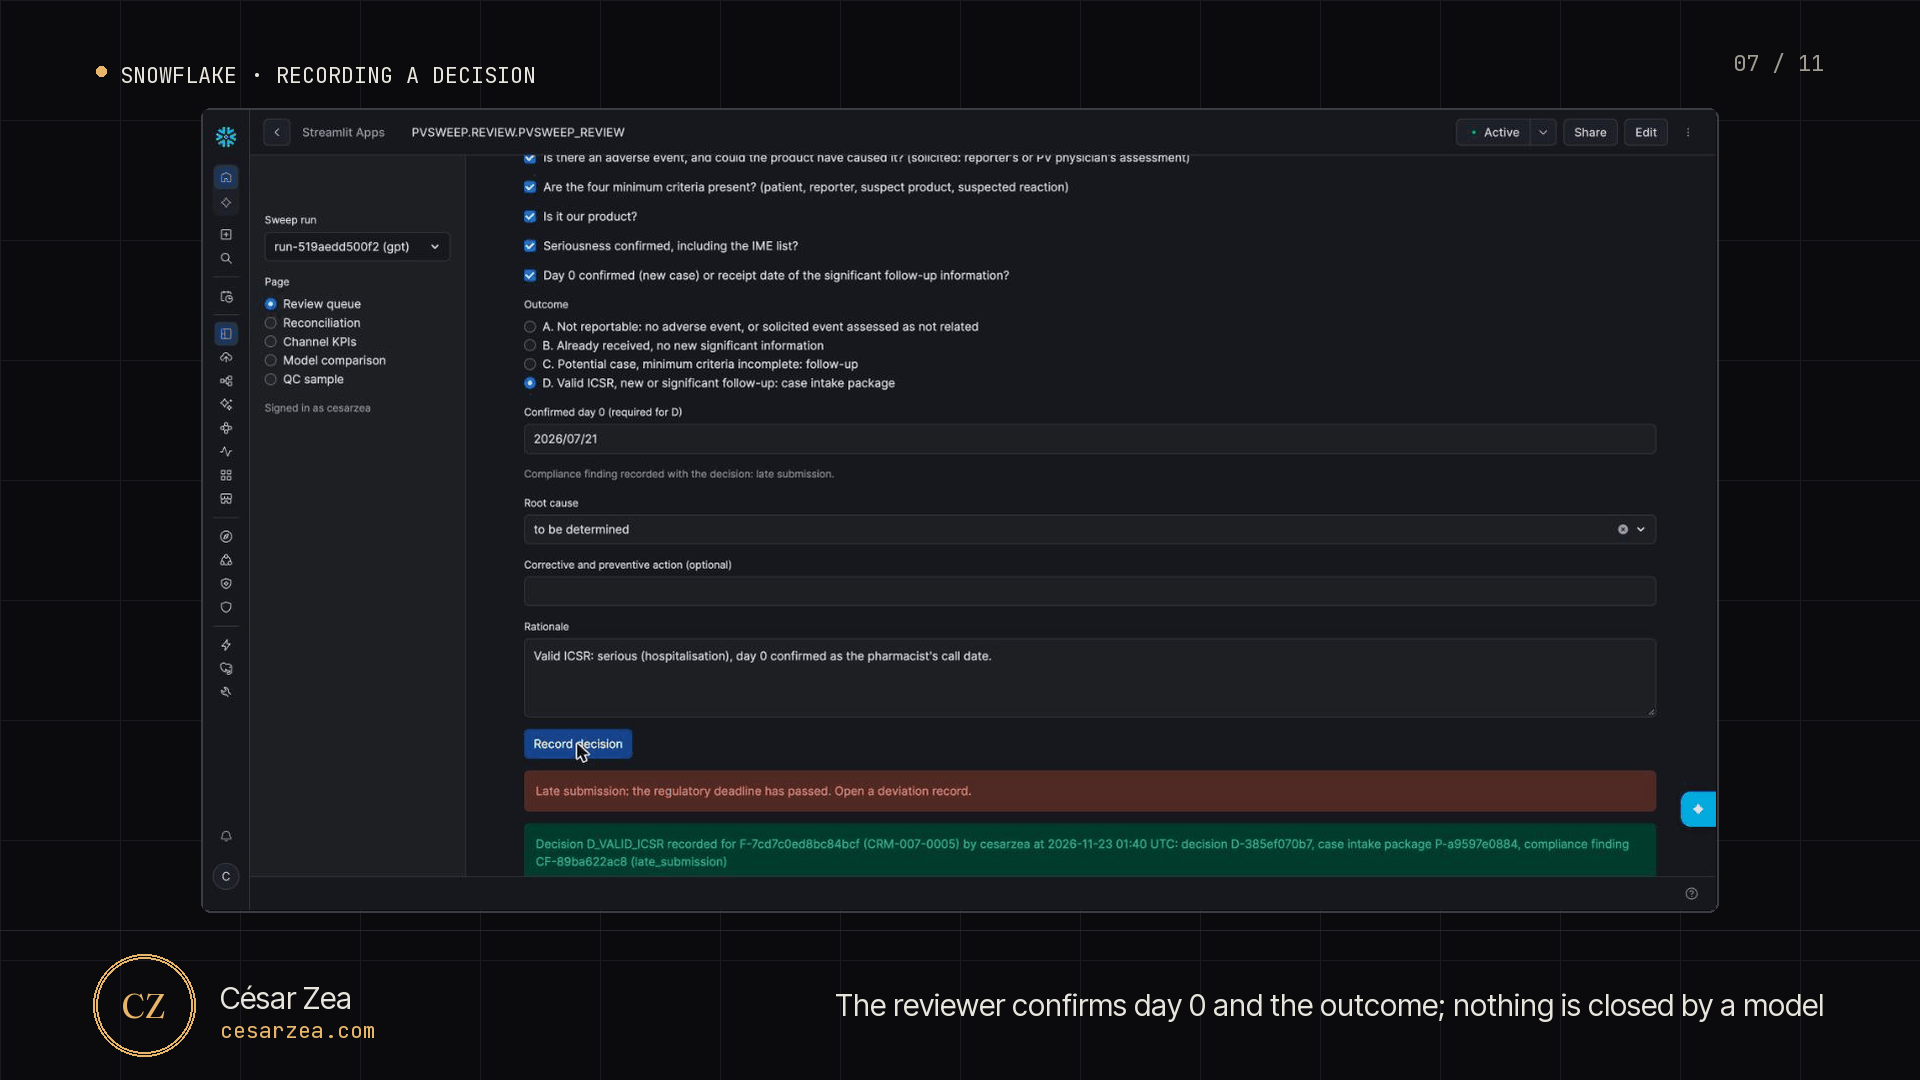 SNOWFLAKE · RECORDING A DECISION
07 / 11
Streamlit Apps
PVSWEEP.REVIEW.PVSWEEP_REVIEW
Active
Share
Edit
Sweep run
run-519aedd500f2 (gpt)
Page
Review queue
Reconciliation
Channel KPIs
Model comparison
QC sample
Signed in as cesarzea
Is there an adverse event, and could the product have caused it? (solicited: reporter's or PV physician's assessment)
Are the four minimum criteria present? (patient, reporter, suspect product, suspected reaction)
Is it our product?
Seriousness confirmed, including the IME list?
Day 0 confirmed (new case) or receipt date of the significant follow-up information?
Outcome
A. Not reportable: no adverse event, or solicited event assessed as not related
B. Already received, no new significant information
C. Potential case, minimum criteria incomplete: follow-up
D. Valid ICSR, new or significant follow-up: case intake package
Confirmed day 0 (required for D)
2026/07/21
Compliance finding recorded with the decision: late submission.
Root cause
to be determined
Corrective and preventive action (optional)
Rationale
Valid ICSR: serious (hospitalisation), day 0 confirmed as the pharmacist's call date.
Record decision
Late submission: the regulatory deadline has passed. Open a deviation record.
Decision D_VALID_ICSR recorded for F-7cd7c0ed8bc84bcf (CRM-007-0005) by cesarzea at 2026-11-23 01:40 UTC: decision D-385ef070b7, case intake package P-a9597e0884, compliance finding
CF-89ba622ac8 (late_submission)
C
CZ
César Zea
cesarzea.com
The reviewer confirms day 0 and the outcome; nothing is closed by a model